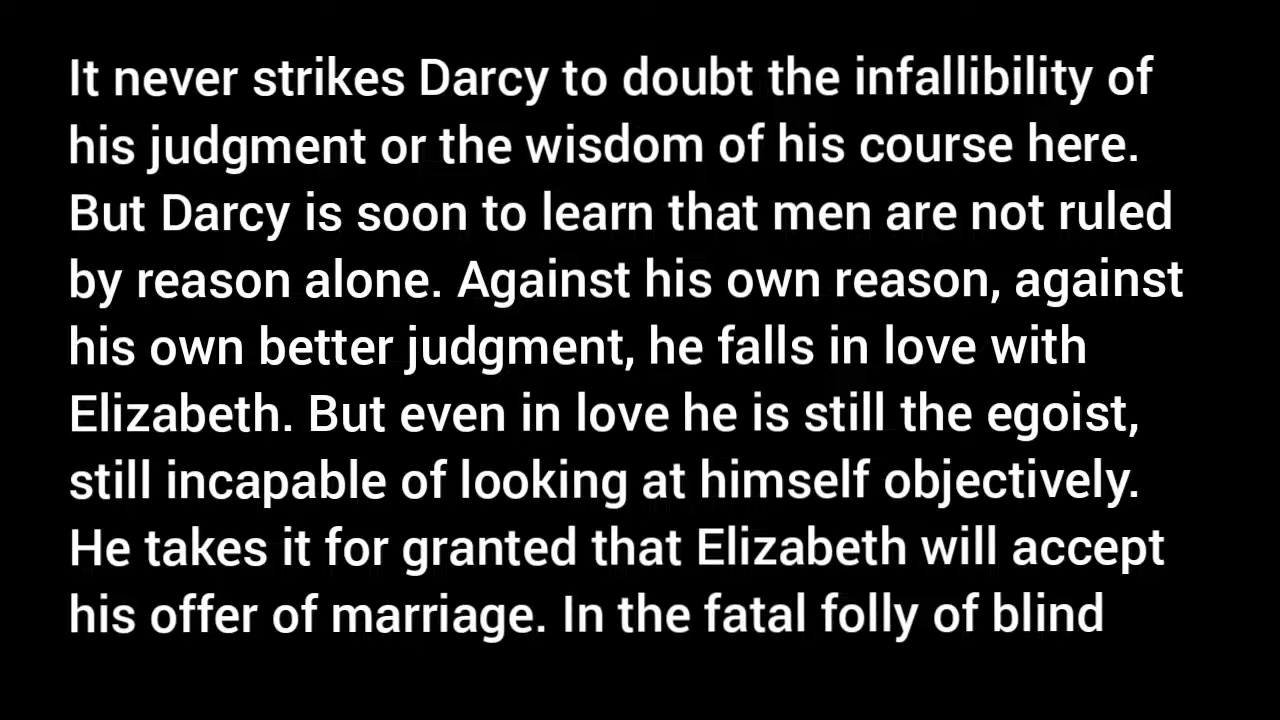 It never strikes Darcy to doubt the infallibility of
his judgment or the wisdom of his course here.
But Darcy is soon to learn that men are not ruled
by reason alone. Against his own reason, against
his own better judgment, he falls in love with
Elizabeth. But even in love he is still the egoist,
still incapable of looking at himself objectively.
He takes it for granted that Elizabeth will accept
his offer of marriage. In the fatal folly of blind